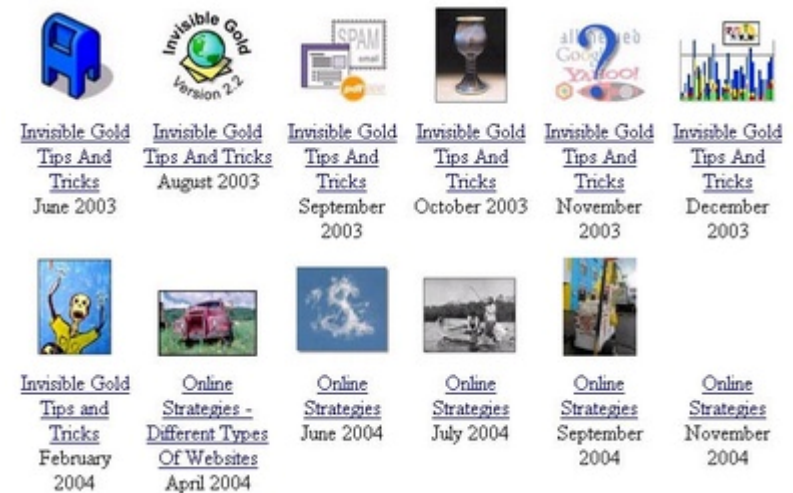 Invisible Gold
Version 2.2
SPAM
email
pdf
Google
YAHOO!
Invisible Gold
Tips And
Tricks
June 2003
Invisible Gold
Tips And Tricks
August 2003
Invisible Gold
Tips And
Tricks
September
2003
Invisible Gold
Tips And
Tricks
October 2003
Invisible Gold
Tips And
Tricks
November
2003
Invisible Gold
Tips And
Tricks
December
2003
Invisible Gold
Tips and
Tricks
February
2004
Online
Strategies -
Different Types
Of Websites
April 2004
Online
Strategies
June 2004
Online
Strategies
July 2004
Online
Strategies
September
2004
Online
Strategies
November
2004